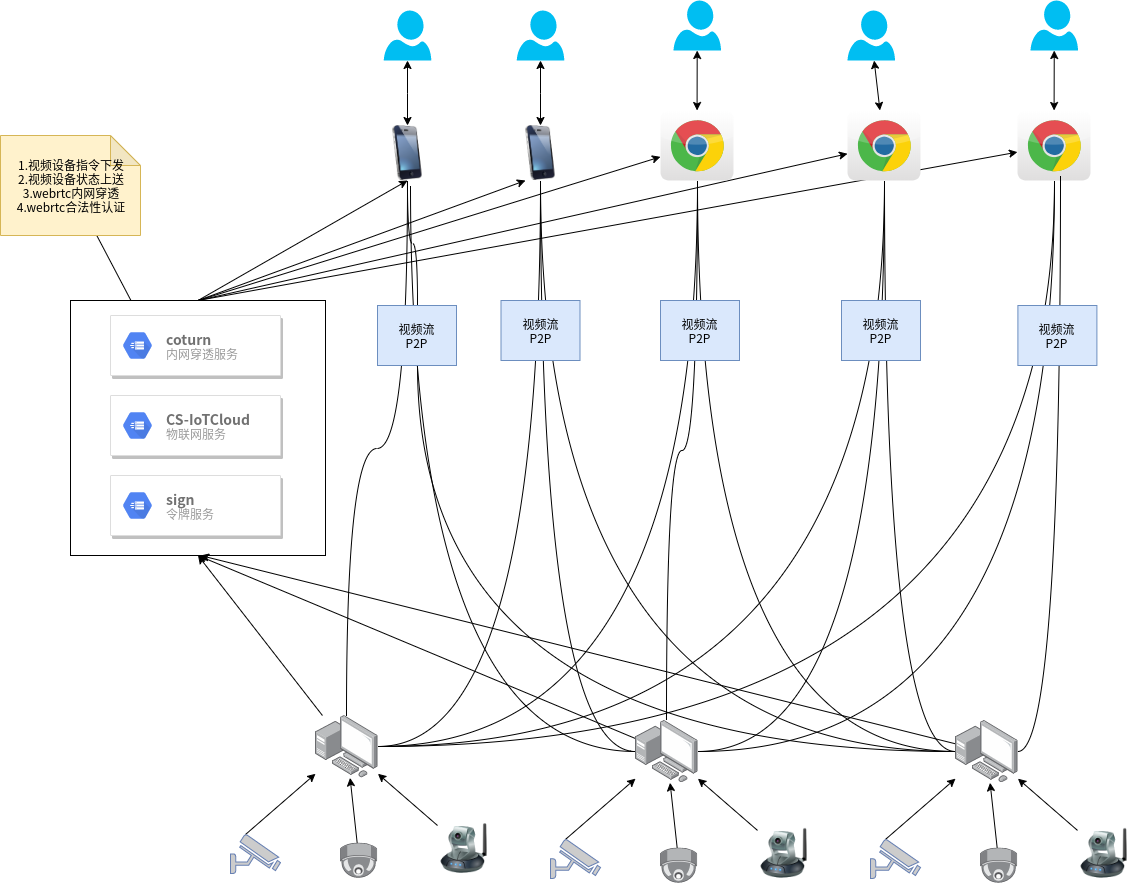 1.视频设备指令下发
2.视频设备状态上送
3.webrtc内网穿透
4.webrtc合法性认证
coturn
内网穿透服务
CS-IoTCloud
物联网服务
sign
令牌服务
视频流
P2P
视频流
P2P
视频流
P2P
视频流
P2P
视频流
P2P